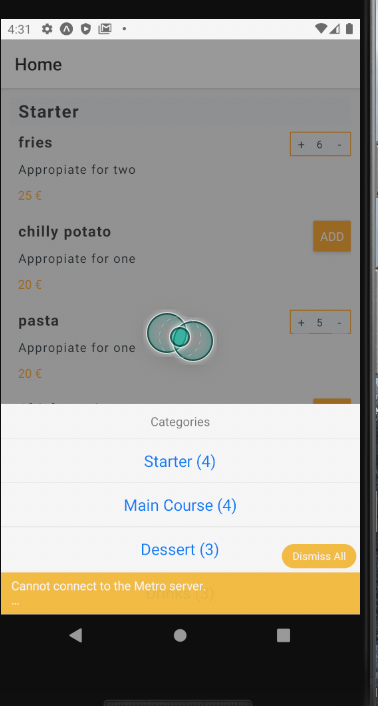 4:31
Home
Starter
fries
+ 6 -
Appropiate for two
25 €
chilly potato
ADD
Appropiate for one
20 €
pasta
+ 5 -
Appropiate for one
20 €
Categories
Starter (4)
Main Course (4)
Dessert (3)
Dismiss All
Cannot connect to the Metro server.
...